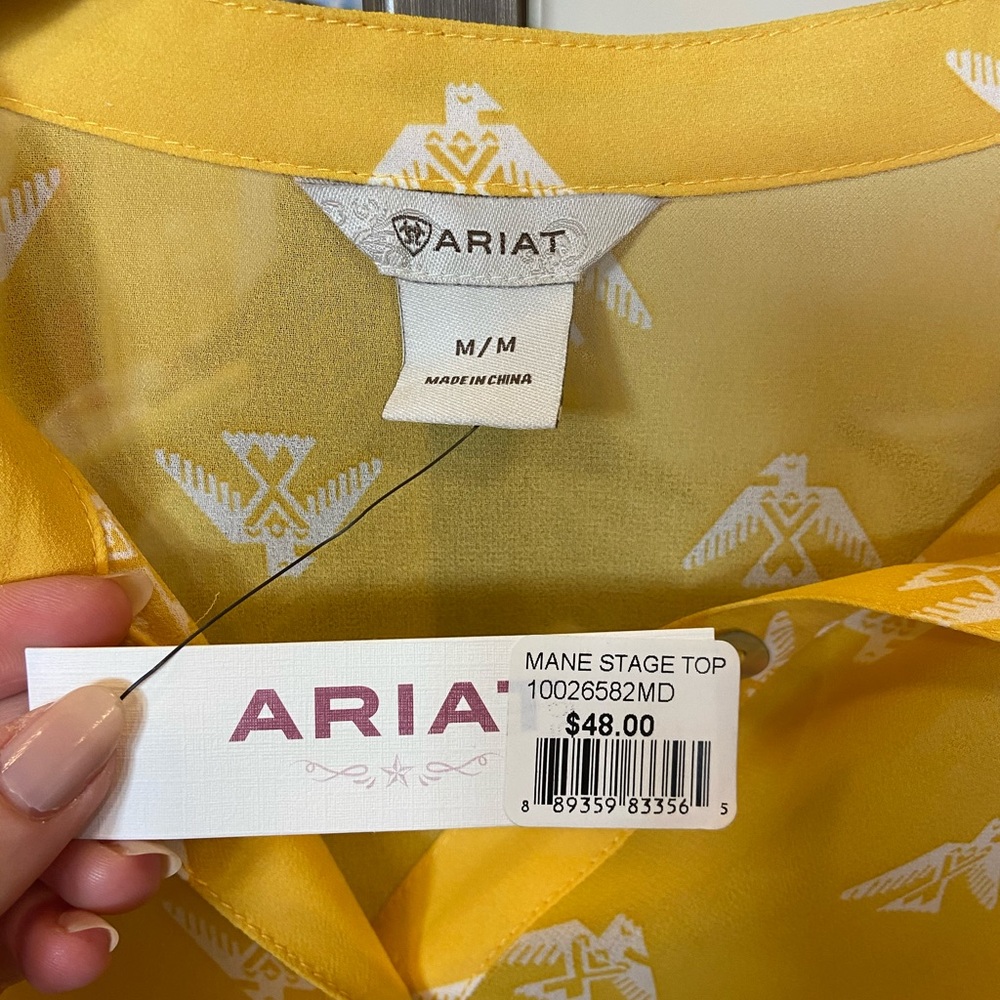 ARIAT
M/M
MADE IN CHINA
ARIAT
MANE STAGE TOP
10026582MD
$48.00
8 89359 83356 5